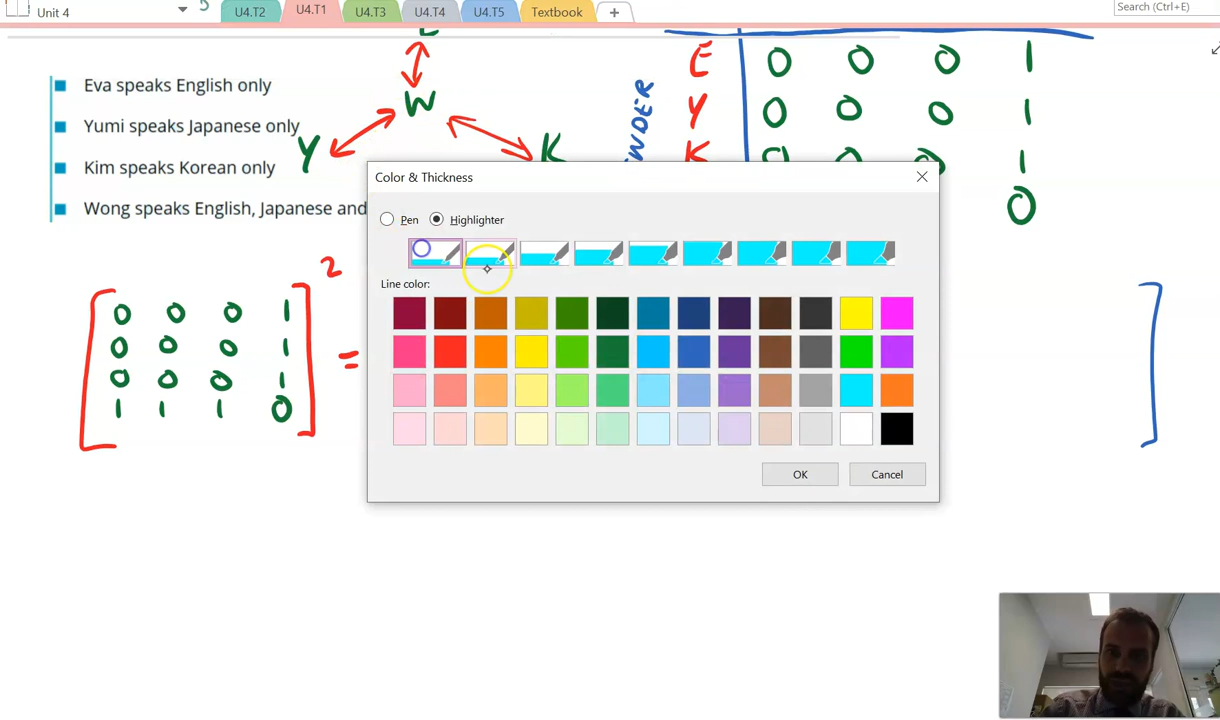 Unit 4
U4.T2
U4.T1
U4.T3
U4.T4
U4.T5
Textbook
+
Search (Ctrl+E)
E 0 0 0 1
Eva speaks English only
W
Y 0 0 0 1
Yumi speaks Japanese only
Y
K
K 0 0 0 1
Kim speaks Korean only
Wong speaks English, Japanese and
0
Color & Thickness
Pen
Highlighter
Line color:
OK
Cancel
2
0 0 0 1
0 0 0 1
=
0 0 0 1
1 1 1 0